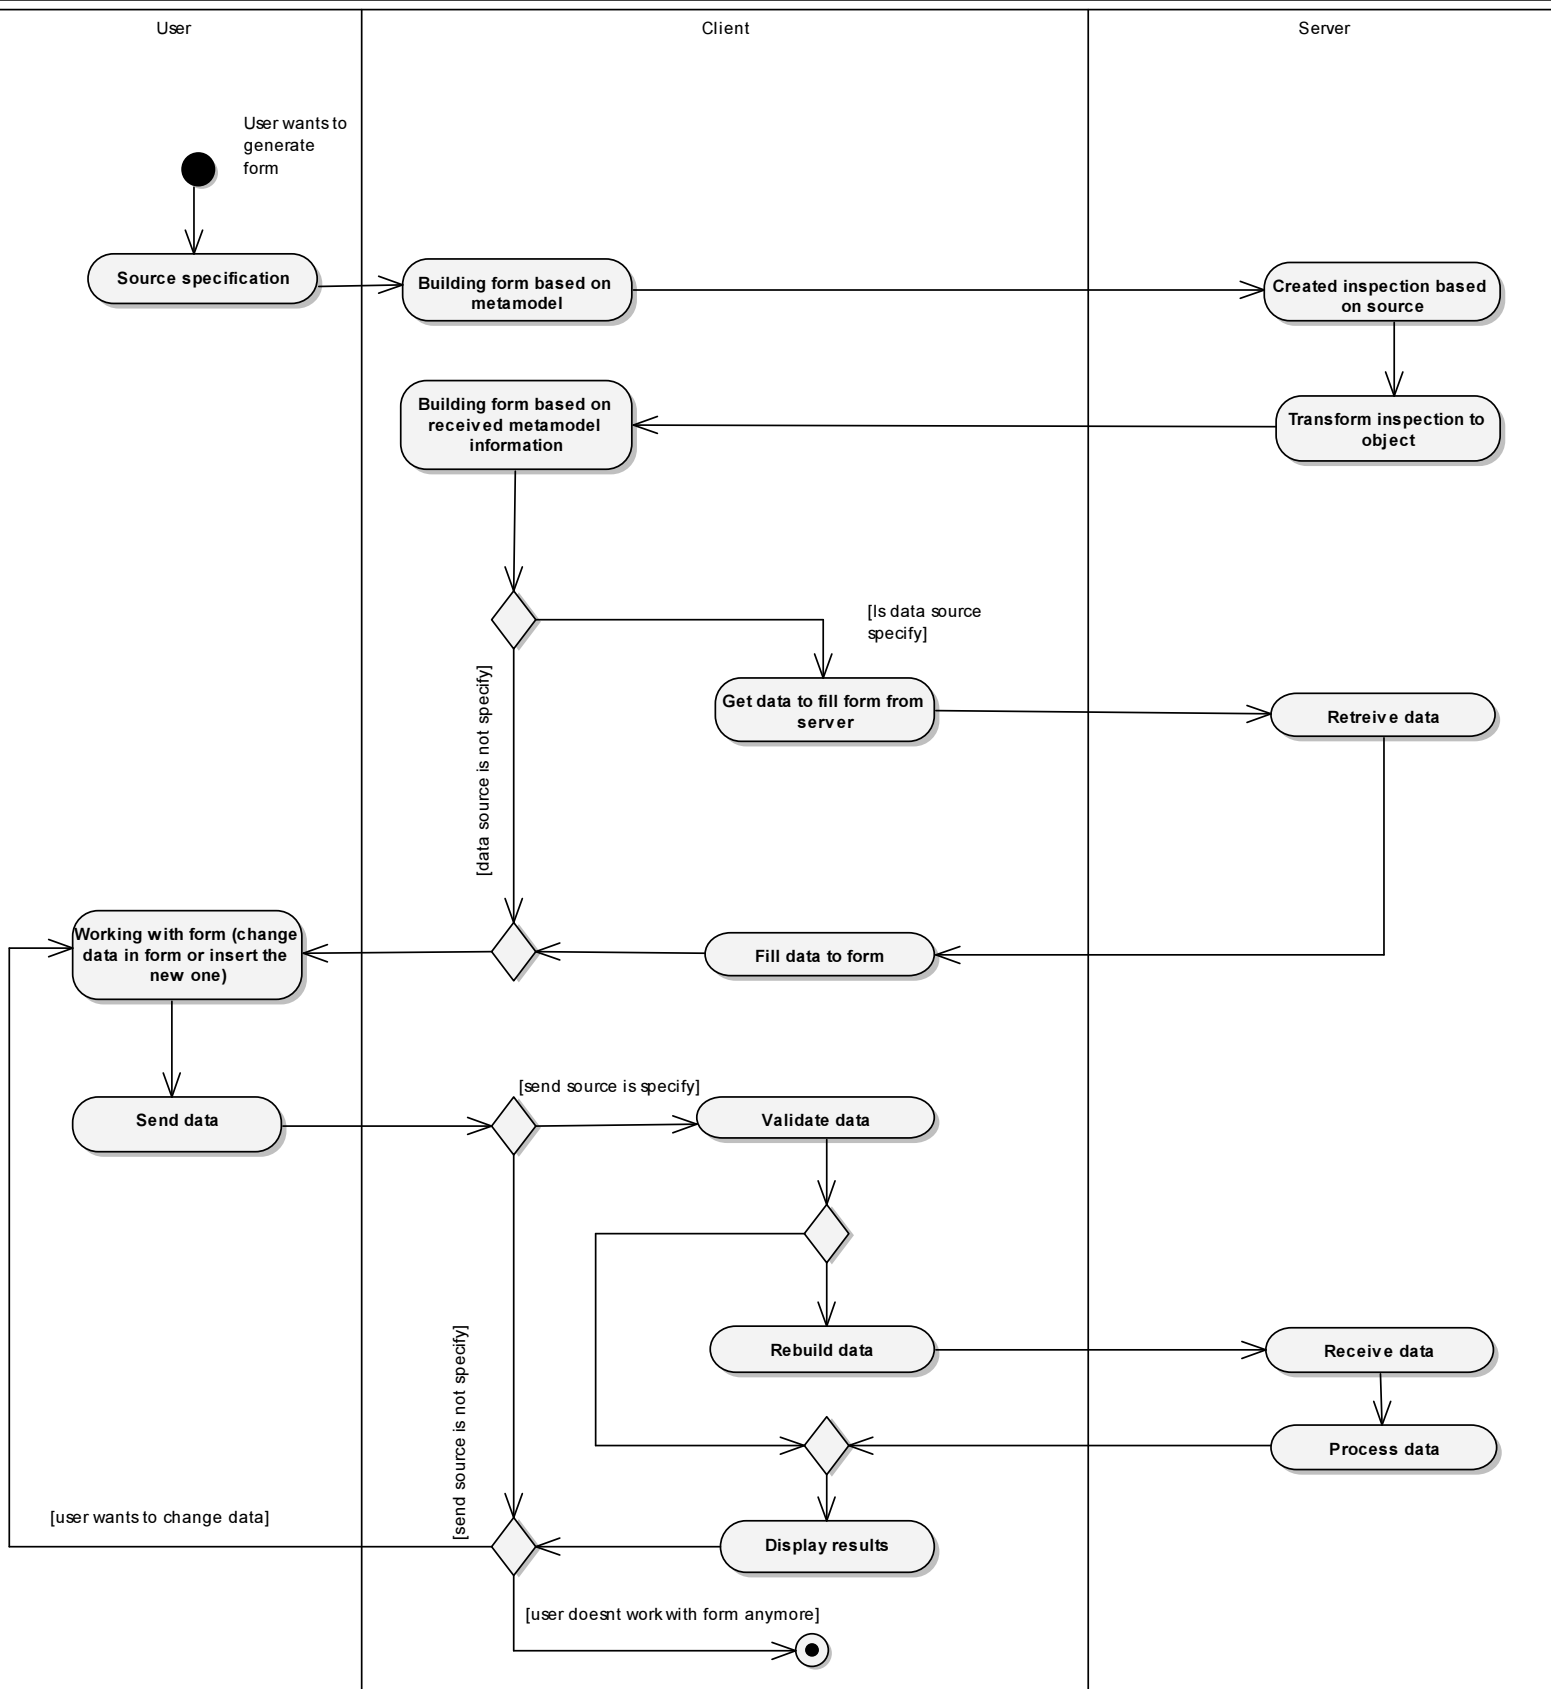 User
Client
Server
User wants to
generate
form
Source specification
Building form based on
metamodel
Created inspection based
on source
Building form based on
received metamodel
information
Transform inspection to
object
[Is data source
specify]
[data source is not specify]
Get data to fill form from
server
Retreive data
Working with form (change
data in form or insert the
new one)
Fill data to form
[send source is specify]
Send data
Validate data
[send source is not specify]
Rebuild data
Receive data
Process data
[user wants to change data]
Display results
[user doesnt work with form anymore]